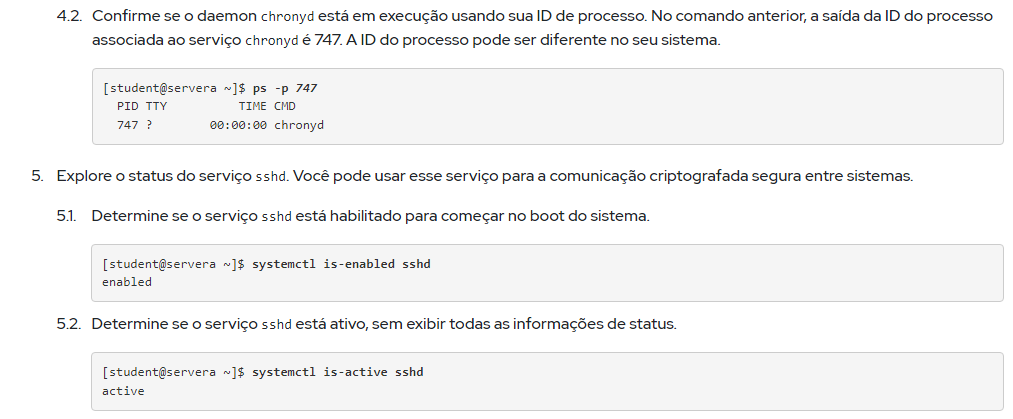 4.2. Confirme se o daemon chronyd está em execução usando sua ID de processo. No comando anterior, a saída da ID do processo
associada ao serviço chronyd é 747. A ID do processo pode ser diferente no seu sistema.
[student@servera ~]$ ps -p 747
  PID TTY          TIME CMD
  747 ?        00:00:00 chronyd
5. Explore o status do serviço sshd. Você pode usar esse serviço para a comunicação criptografada segura entre sistemas.
5.1. Determine se o serviço sshd está habilitado para começar no boot do sistema.
[student@servera ~]$ systemctl is-enabled sshd
enabled
5.2. Determine se o serviço sshd está ativo, sem exibir todas as informações de status.
[student@servera ~]$ systemctl is-active sshd
active